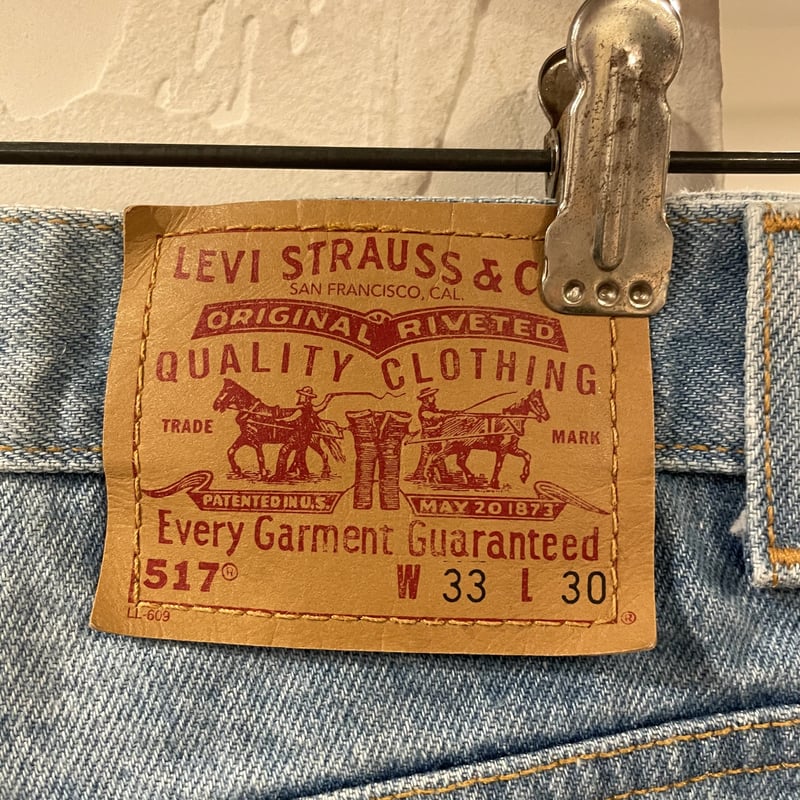 LEVI STRAUSS & C
SAN FRANCISCO, CAL.
ORIGINAL RIVETED
QUALITY CLOTHING
TRADE MARK
PATENTED IN U.S. MAY 20 1873
Every Garment Guaranteed
517® W 33 L 30
LL-609 ®